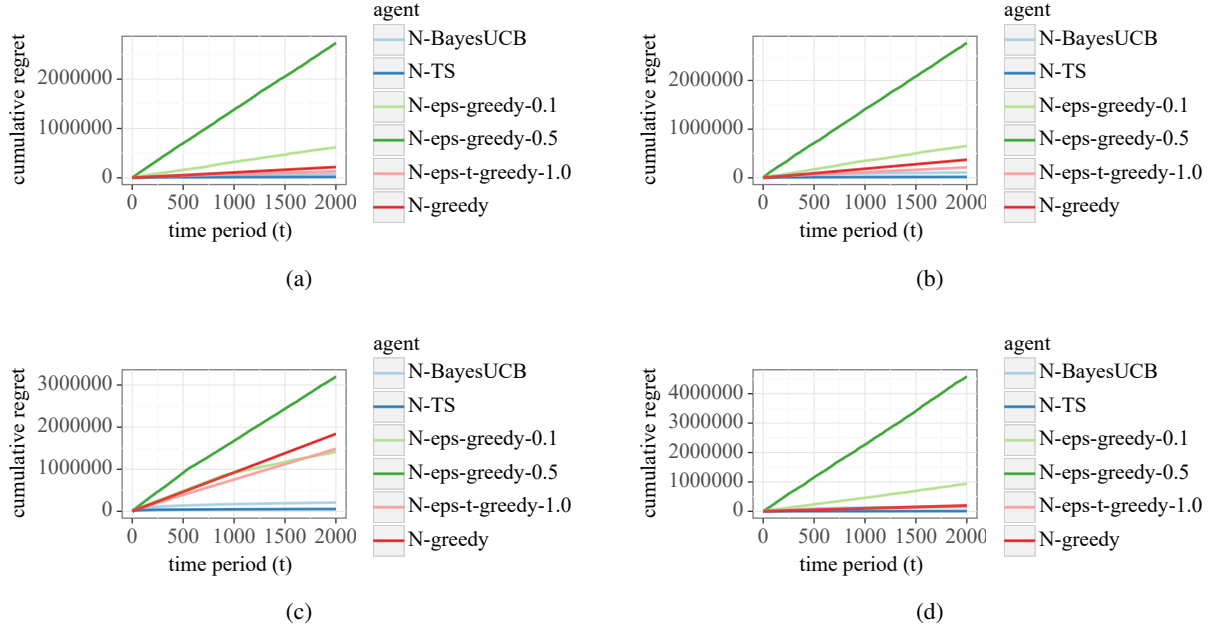 agent
N-BayesUCB
N-TS
N-eps-greedy-0.1
N-eps-greedy-0.5
N-eps-t-greedy-1.0
N-greedy
cumulative regret
2000000
1000000
0
0 500 1000 1500 2000
time period (t)
(a)
agent
N-BayesUCB
N-TS
N-eps-greedy-0.1
N-eps-greedy-0.5
N-eps-t-greedy-1.0
N-greedy
cumulative regret
2000000
1000000
0
0 500 1000 1500 2000
time period (t)
(b)
agent
N-BayesUCB
N-TS
N-eps-greedy-0.1
N-eps-greedy-0.5
N-eps-t-greedy-1.0
N-greedy
cumulative regret
3000000
2000000
1000000
0
0 500 1000 1500 2000
time period (t)
(c)
agent
N-BayesUCB
N-TS
N-eps-greedy-0.1
N-eps-greedy-0.5
N-eps-t-greedy-1.0
N-greedy
cumulative regret
4000000
3000000
2000000
1000000
0
0 500 1000 1500 2000
time period (t)
(d)